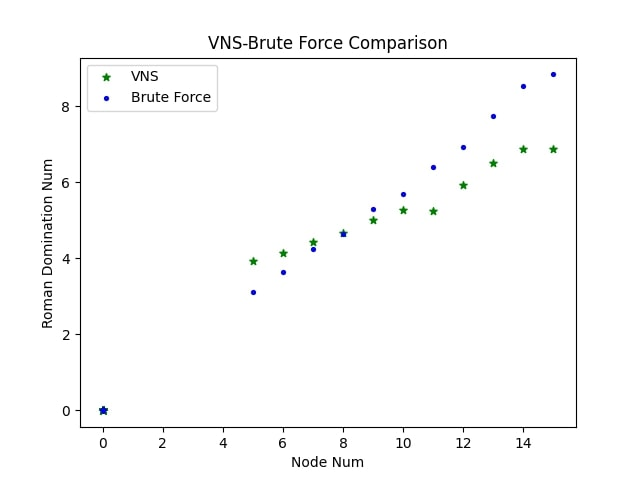 VNS-Brute Force Comparison
VNS
Brute Force
Roman Domination Num
8
6
4
2
0
0 2 4 6 8 10 12 14
Node Num